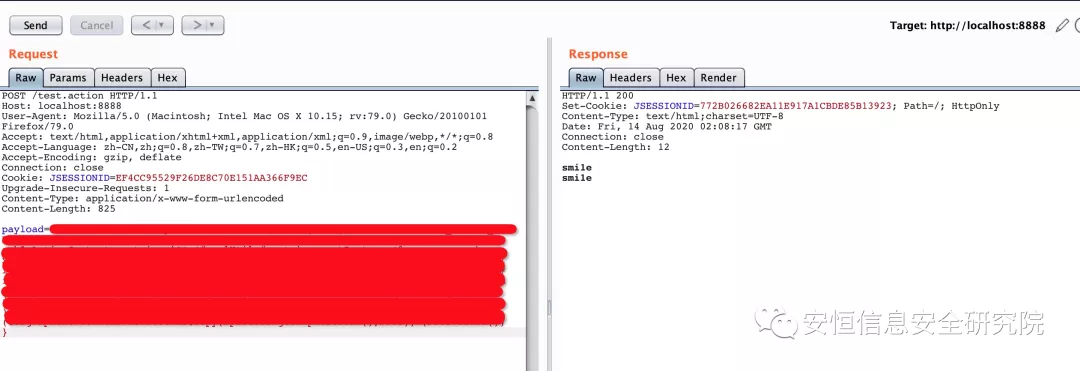 Send
Cancel
<
>
Target: http://localhost:8888
Request
Raw
Params
Headers
Hex
POST /test.action HTTP/1.1
Host: localhost:8888
User-Agent: Mozilla/5.0 (Macintosh; Intel Mac OS X 10.15; rv:79.0) Gecko/20100101
Firefox/79.0
Accept: text/html,application/xhtml+xml,application/xml;q=0.9,image/webp,*/*;q=0.8
Accept-Language: zh-CN,zh;q=0.8,zh-TW;q=0.7,zh-HK;q=0.5,en-US;q=0.3,en;q=0.2
Accept-Encoding: gzip, deflate
Connection: close
Cookie: JSESSIONID=EF4CC95529F26DE8C70E151AA366F9EC
Upgrade-Insecure-Requests: 1
Content-Type: application/x-www-form-urlencoded
Content-Length: 825
payload=
}
Response
Raw
Headers
Hex
Render
HTTP/1.1 200
Set-Cookie: JSESSIONID=772B026682EA11E917A1CBDE85B13923; Path=/; HttpOnly
Content-Type: text/html;charset=UTF-8
Date: Fri, 14 Aug 2020 02:08:17 GMT
Connection: close
Content-Length: 12
smile
smile
安恒信息安全研究院